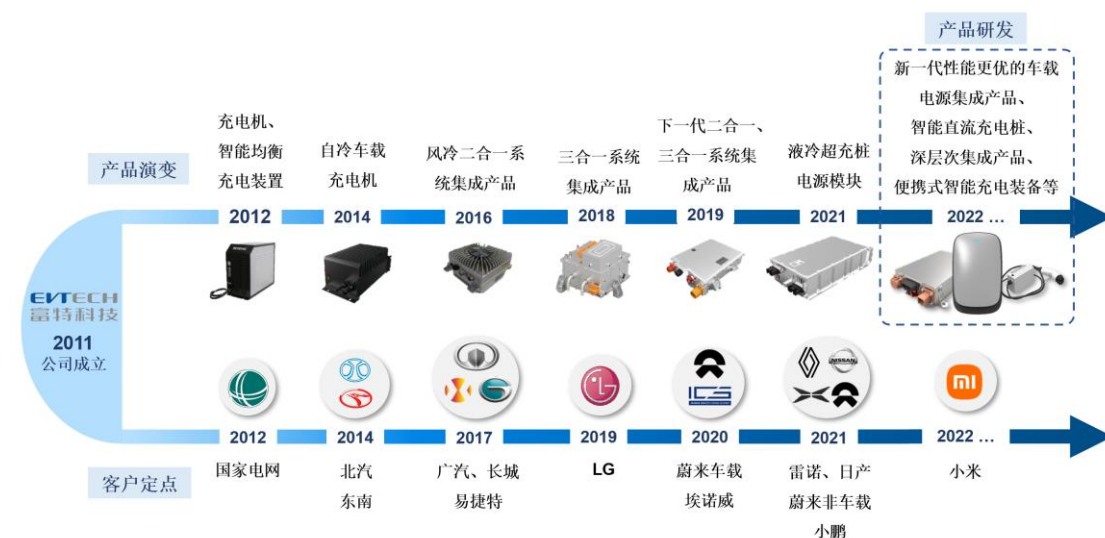 产品研发
新一代性能更优的车载
电源集成产品、
智能直流充电桩、
深层次集成产品、
便携式智能充电装备等
产品演变
充电机、
智能均衡
充电装置
自冷车载
充电机
风冷二合一系
统集成产品
三合一系统
集成产品
下一代二合一、
三合一系统集
成产品
液冷超充桩
电源模块
2012
2014
2016
2018
2019
2021
2022 ...
EVTECH
富特科技
2011
公司成立
LG
ICS
NISSAN
mi
2012
2014
2017
2019
2020
2021
2022 ...
客户定点
国家电网
北汽
东南
广汽、长城
易捷特
LG
蔚来车载
埃诺威
雷诺、日产
蔚来非车载
小鹏
小米